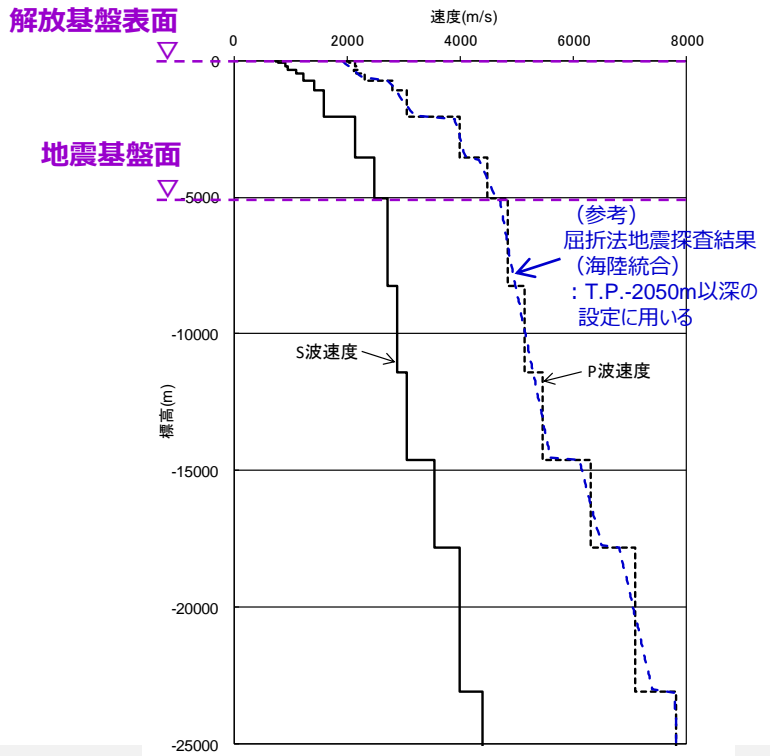 解放基盤表面
速度(m/s)
0 2000 4000 6000 8000
0
地震基盤面
-5000
（参考）
屈折法地震探査結果
（海陸統合）
：T.P.-2050m以深の
設定に用いる
-10000
S波速度
P波速度
標高(m)
-15000
-20000
-25000